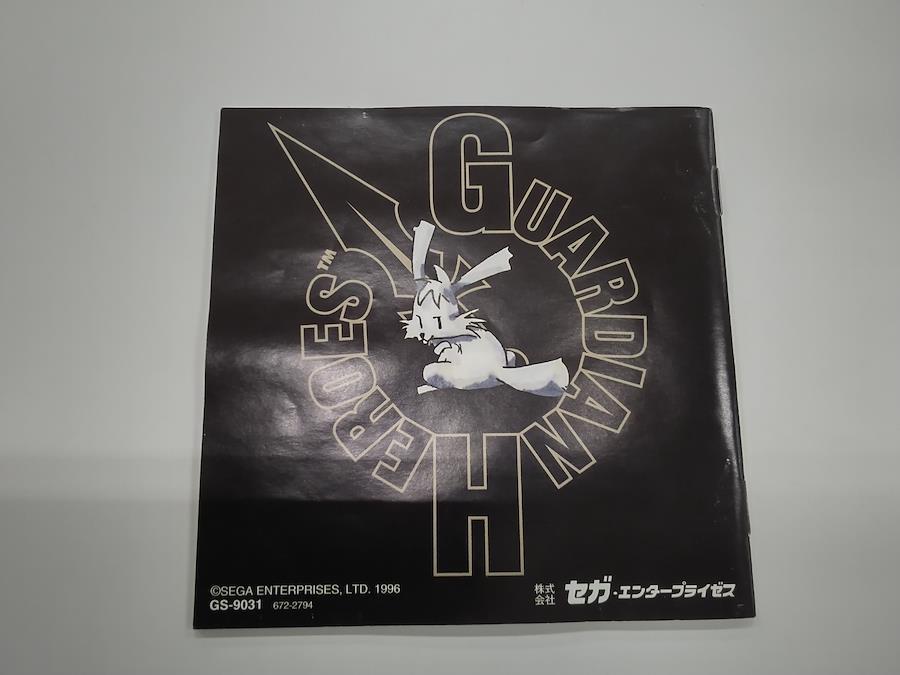 GUARDIAN
HEROES™
©SEGA ENTERPRISES, LTD. 1996
GS-9031 672-2794
株式会社 セガ・エンタープライゼス